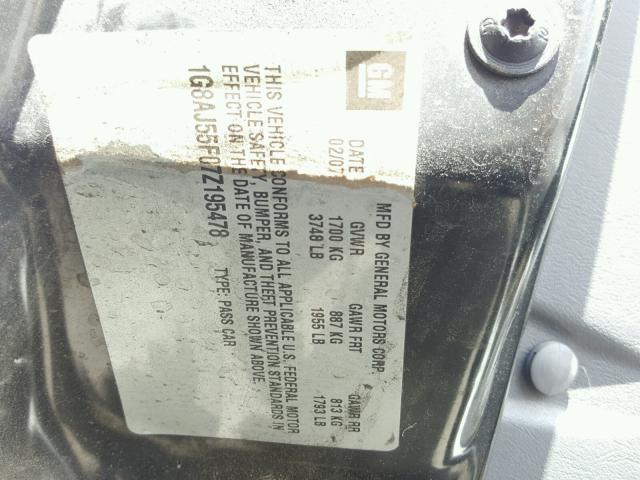 GM
MFD BY GENERAL MOTORS CORP.
DATE GVWR GAWR FRT GAWR RR
02/07 1700 KG 887 KG 813 KG
3748 LB 1955 LB 1793 LB
THIS VEHICLE CONFORMS TO ALL APPLICABLE U.S. FEDERAL MOTOR
VEHICLE SAFETY, BUMPER, AND THEFT PREVENTION STANDARDS IN
EFFECT ON THE DATE OF MANUFACTURE SHOWN ABOVE.
1G8AJ55F07Z195478 TYPE: PASS CAR